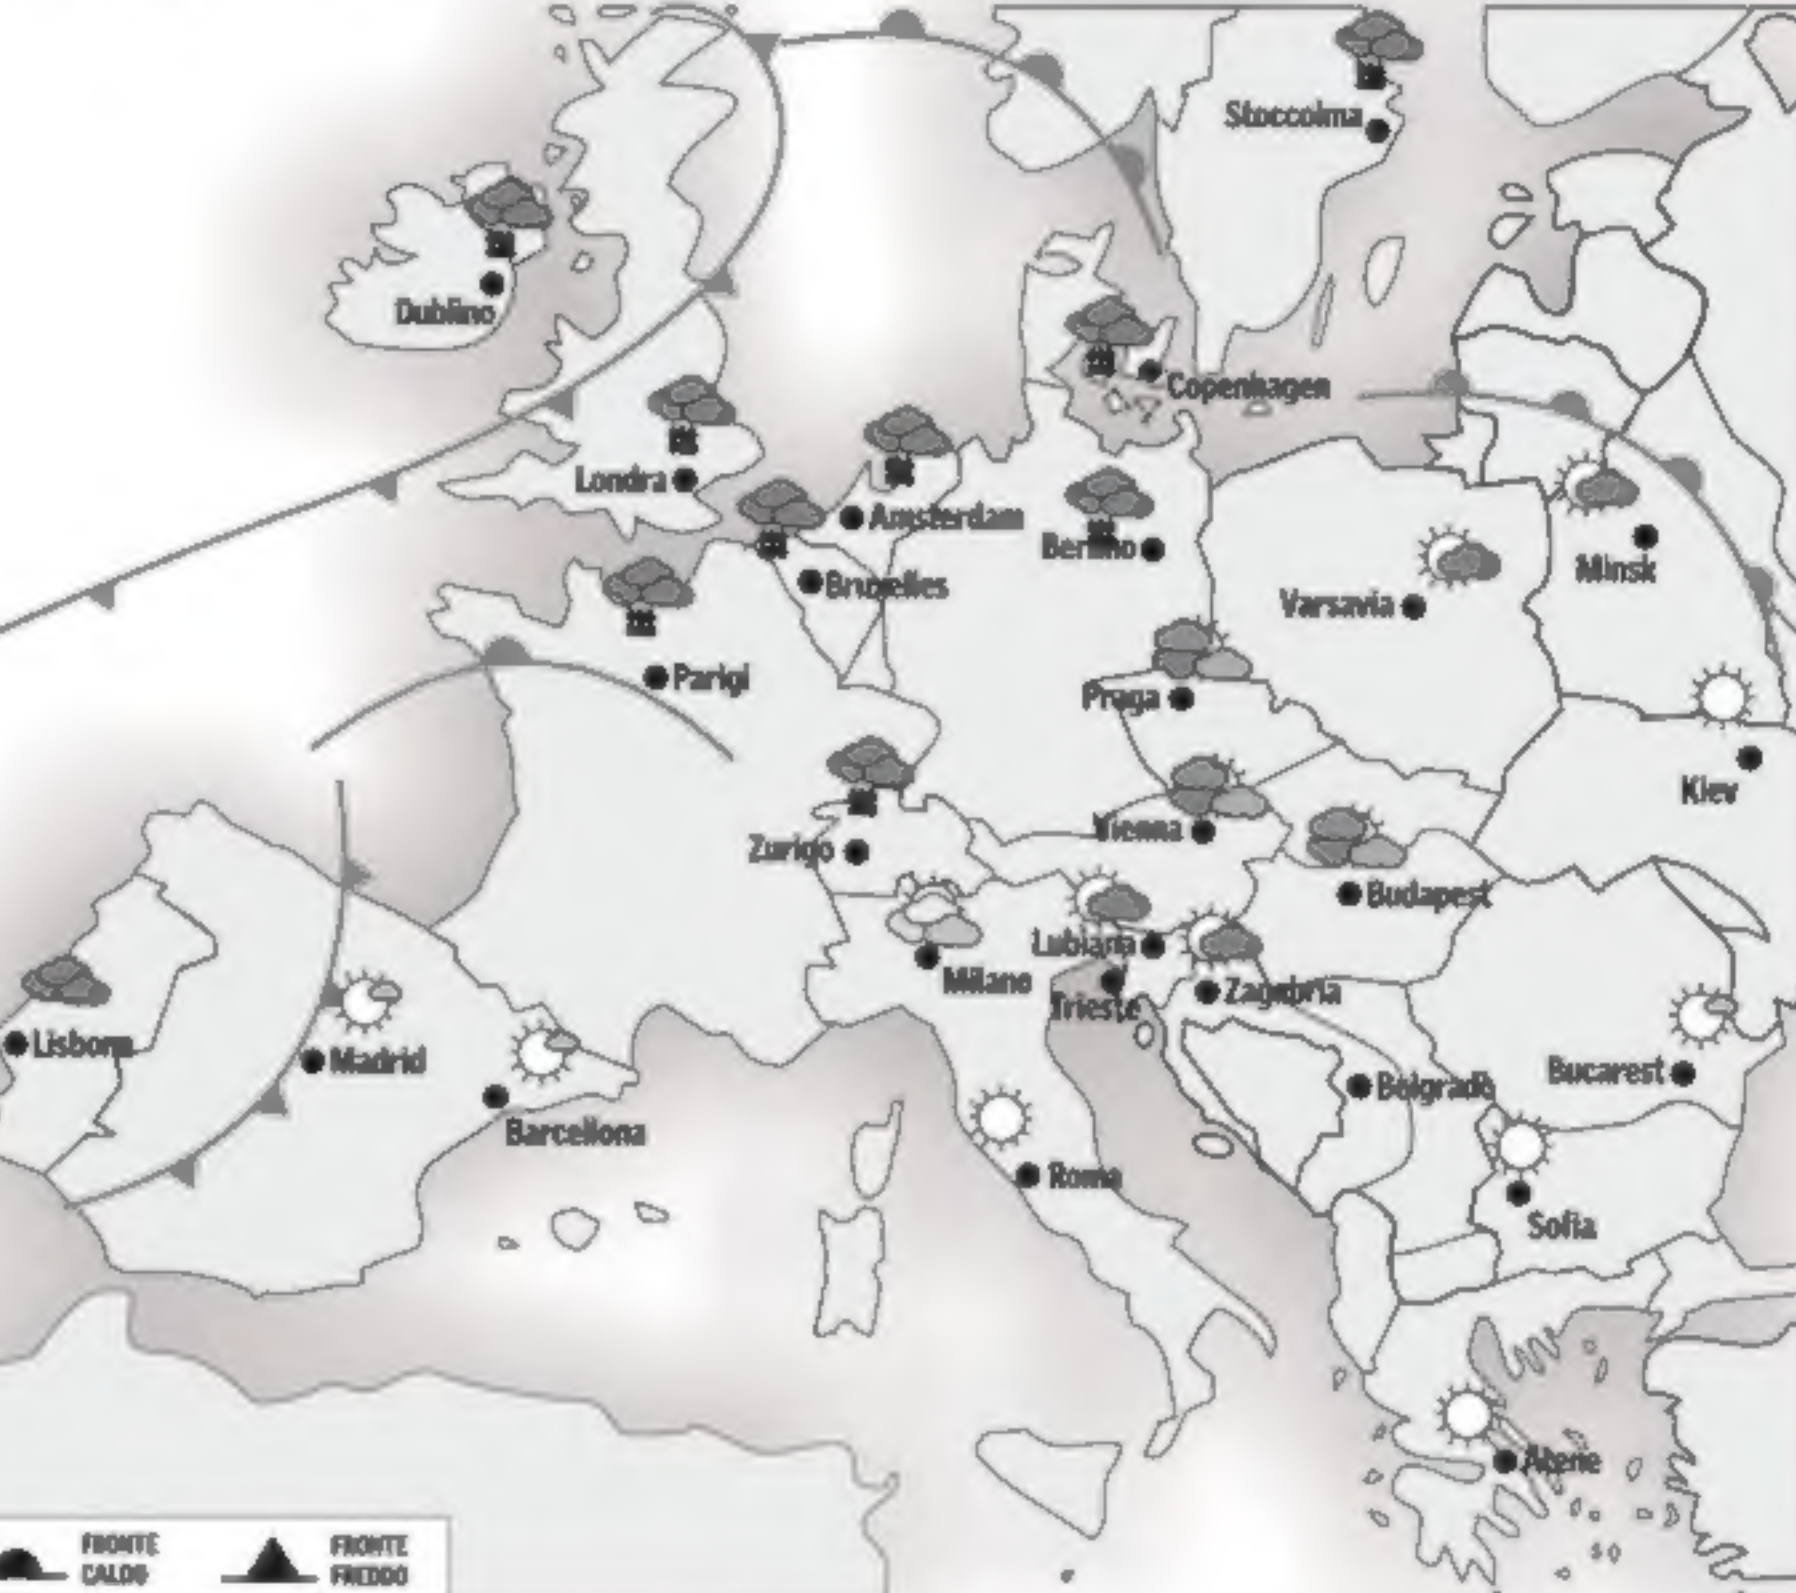 Stoccolma
Dublino
Copenhagen
Londra
Amsterdam
Berlino
Bruxelles
Minsk
Varsavia
Parigi
Praga
Kiev
Vienna
Zurigo
Budapest
Lubiana
Milano
Trieste
Zagabria
Lisbona
Madrid
Bucarest
Belgrado
Barcellona
Roma
Sofia
Atene
FRONTE
CALDO
FRONTE
FREDDO